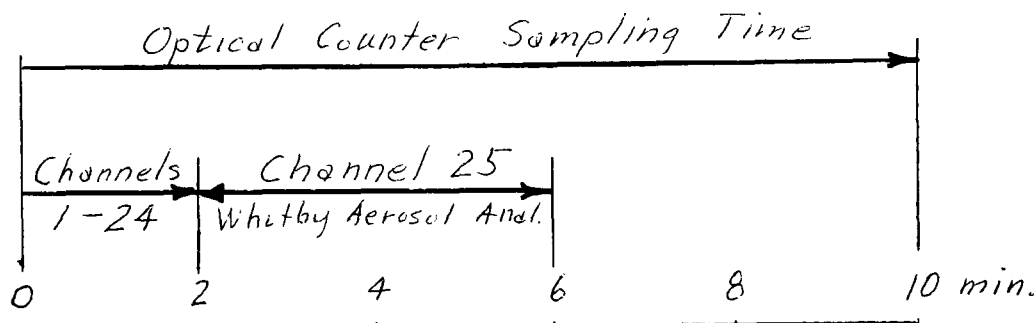 Optical Counter Sampling Time
Channels Channel 25
1-24 Whitby Aerosol Anal.
0 2 4 6 8 10 min.